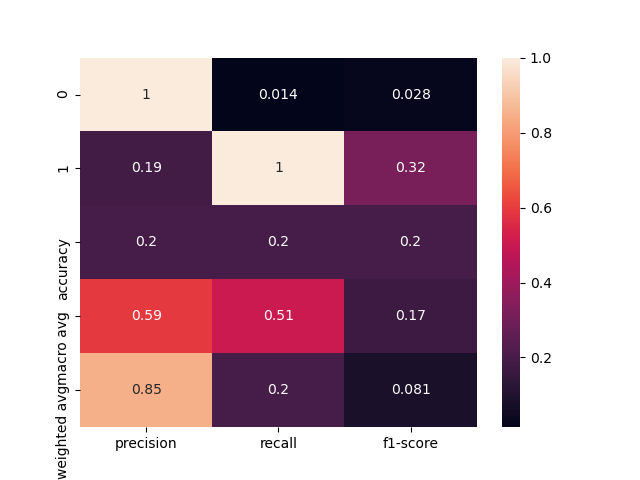 0 1 0.014 0.028
1 0.19 1 0.32
accuracy 0.2 0.2 0.2
macro avg 0.59 0.51 0.17
weighted avg 0.85 0.2 0.081
precision recall f1-score
1.0
0.8
0.6
0.4
0.2